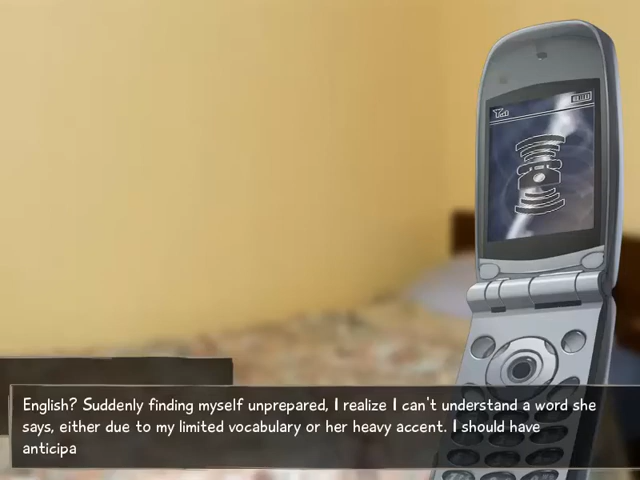 English? Suddenly finding myself unprepared, I realize I can't understand a word she
says, either due to my limited vocabulary or her heavy accent. I should have
anticipa